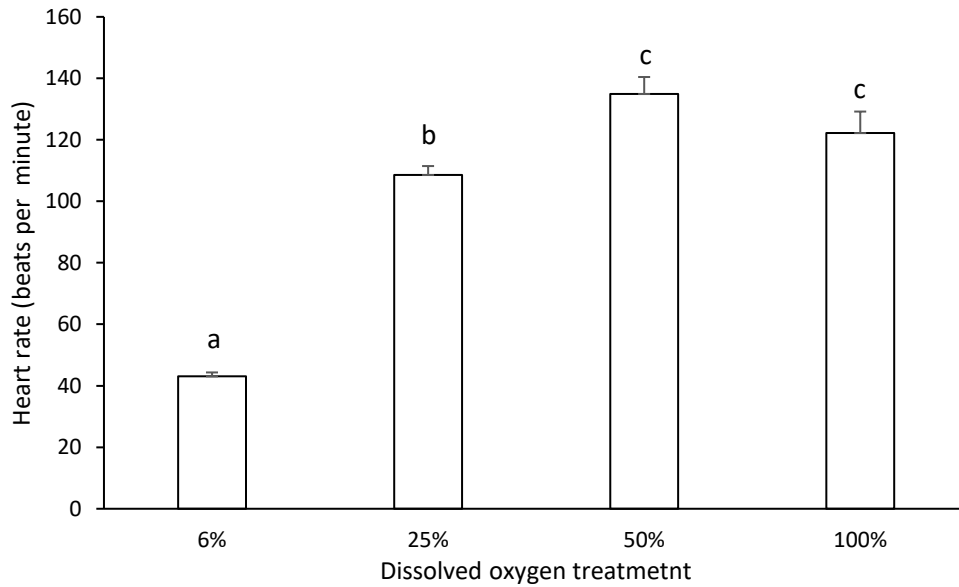 160
140
120
100
80
60
40
20
0
Heart rate (beats per minute)
a
b
c
c
6% 25% 50% 100%
Dissolved oxygen treatmetnt